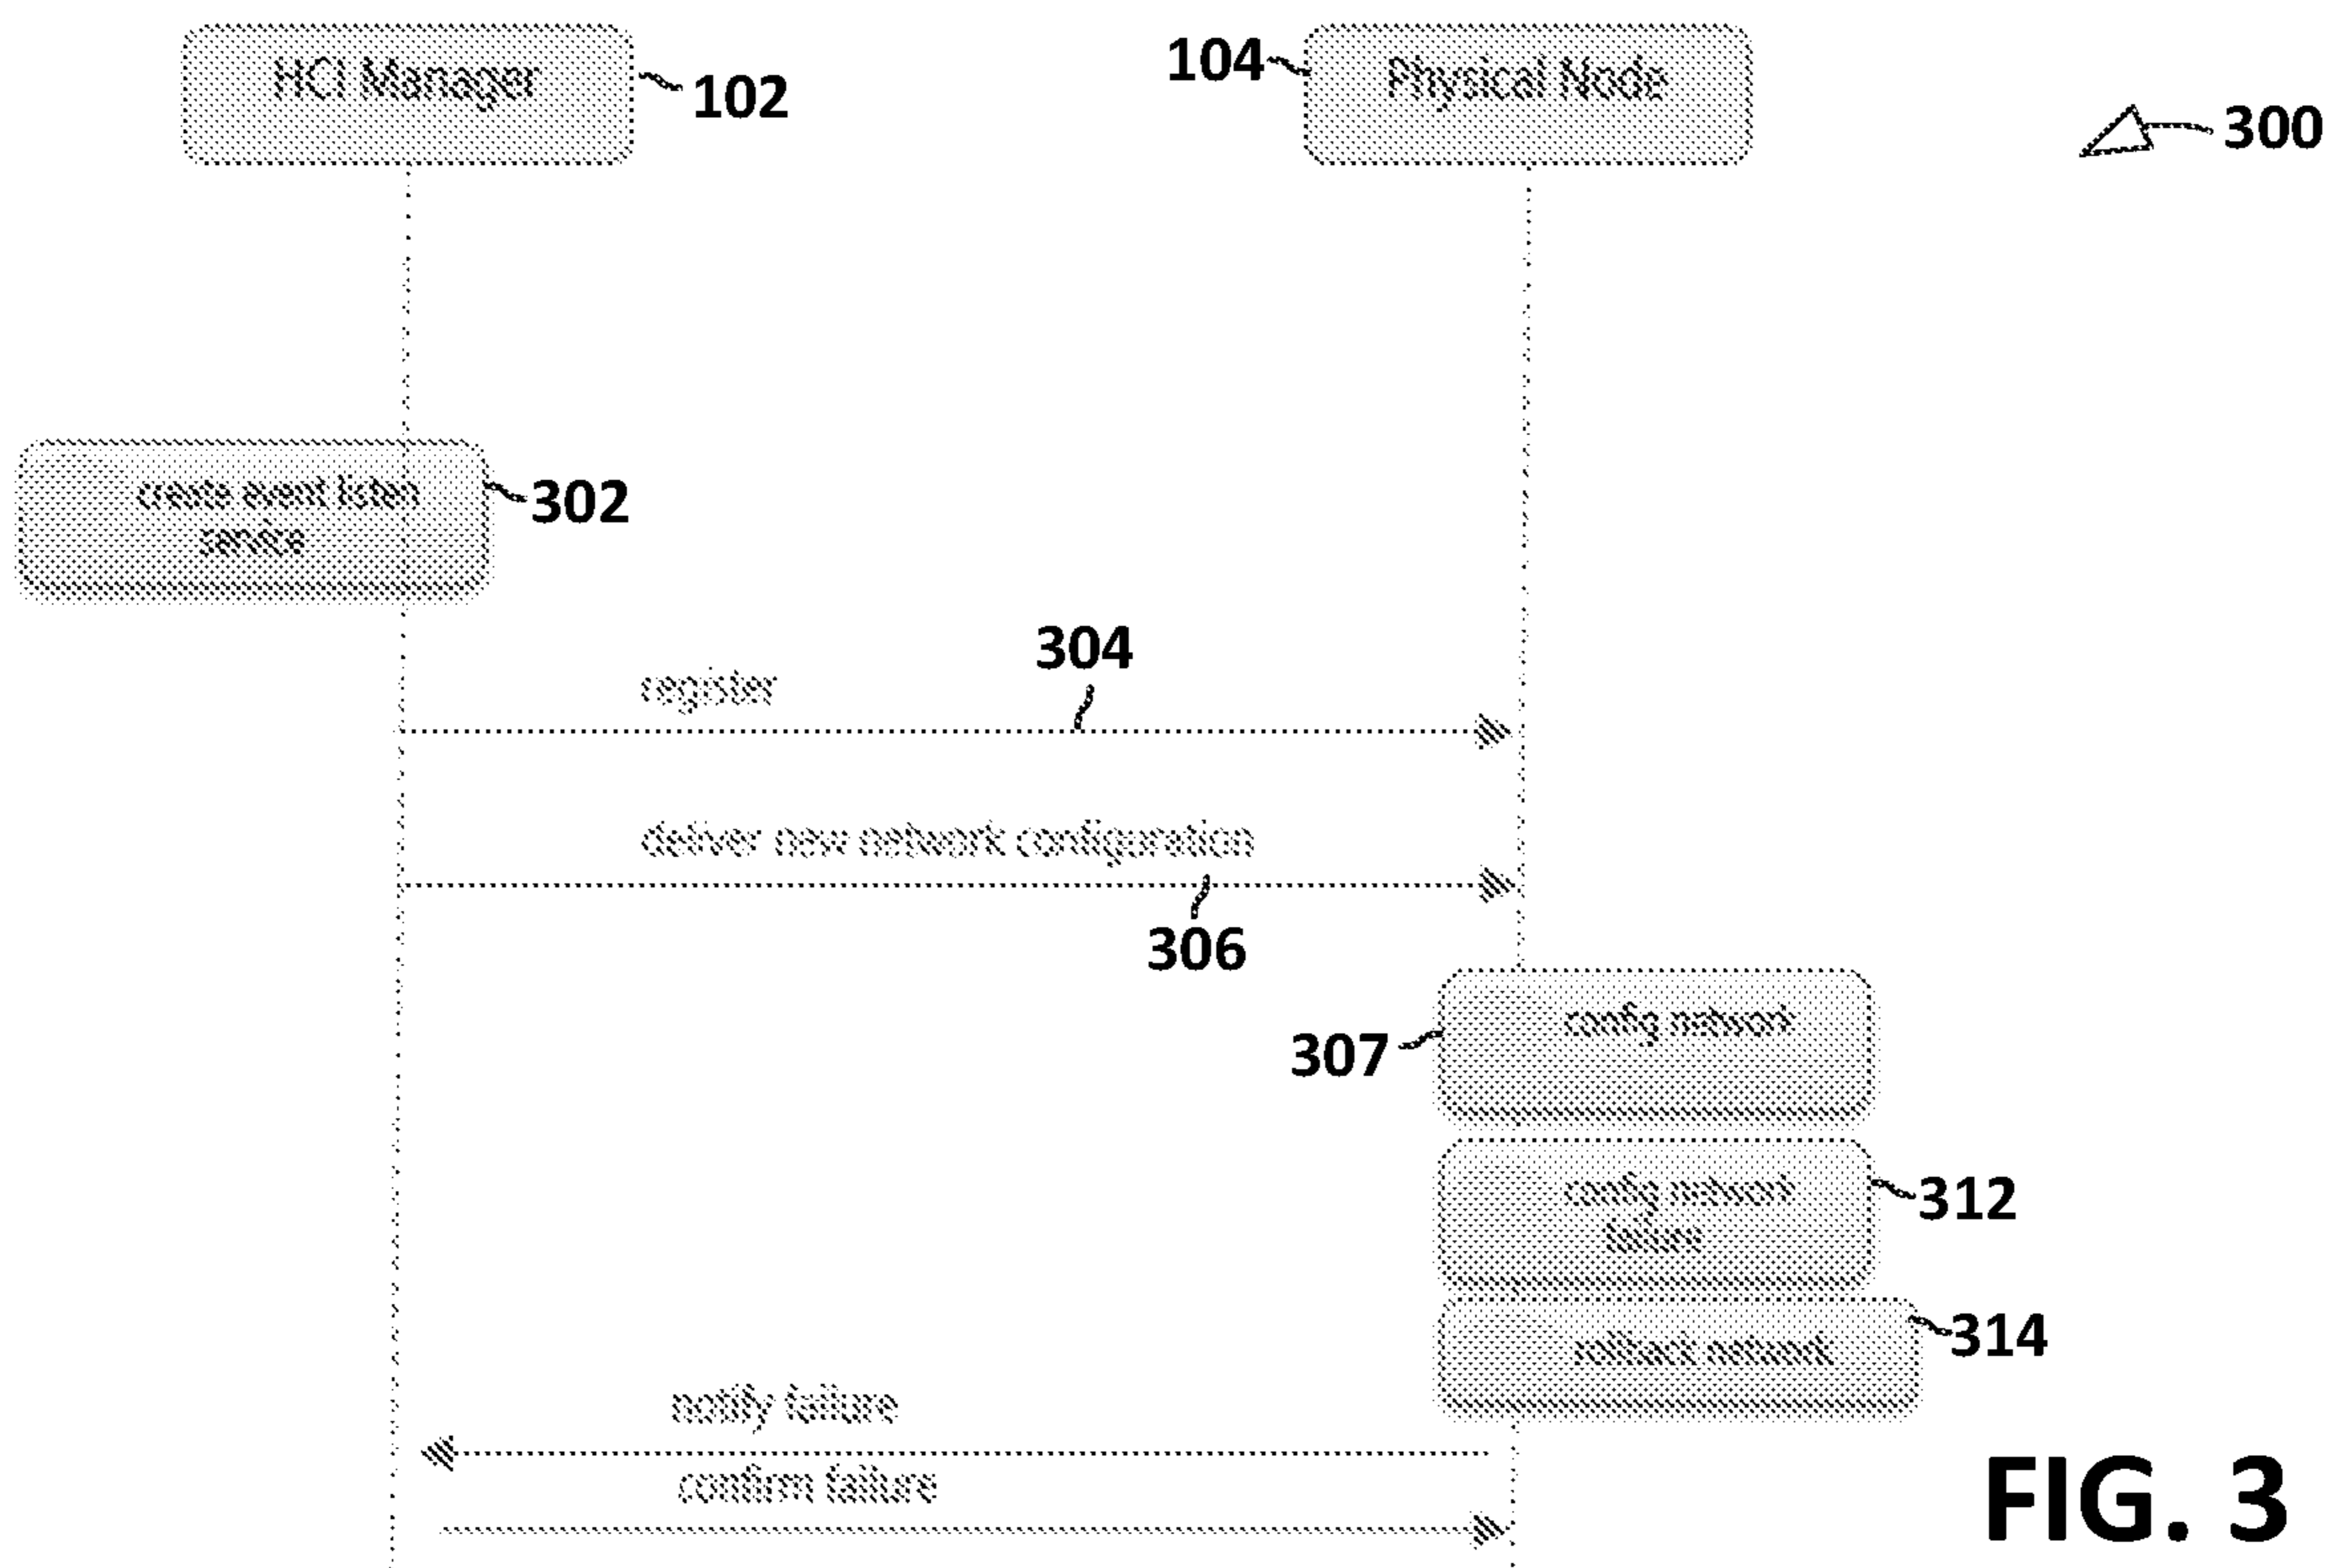 HCI Manager
102
104
Physical Node
300
create event listen
service
302
304
register
deliver new network configuration
306
307
config network
config network
failure
312
rollback network
314
notify failure
confirm failure
FIG. 3